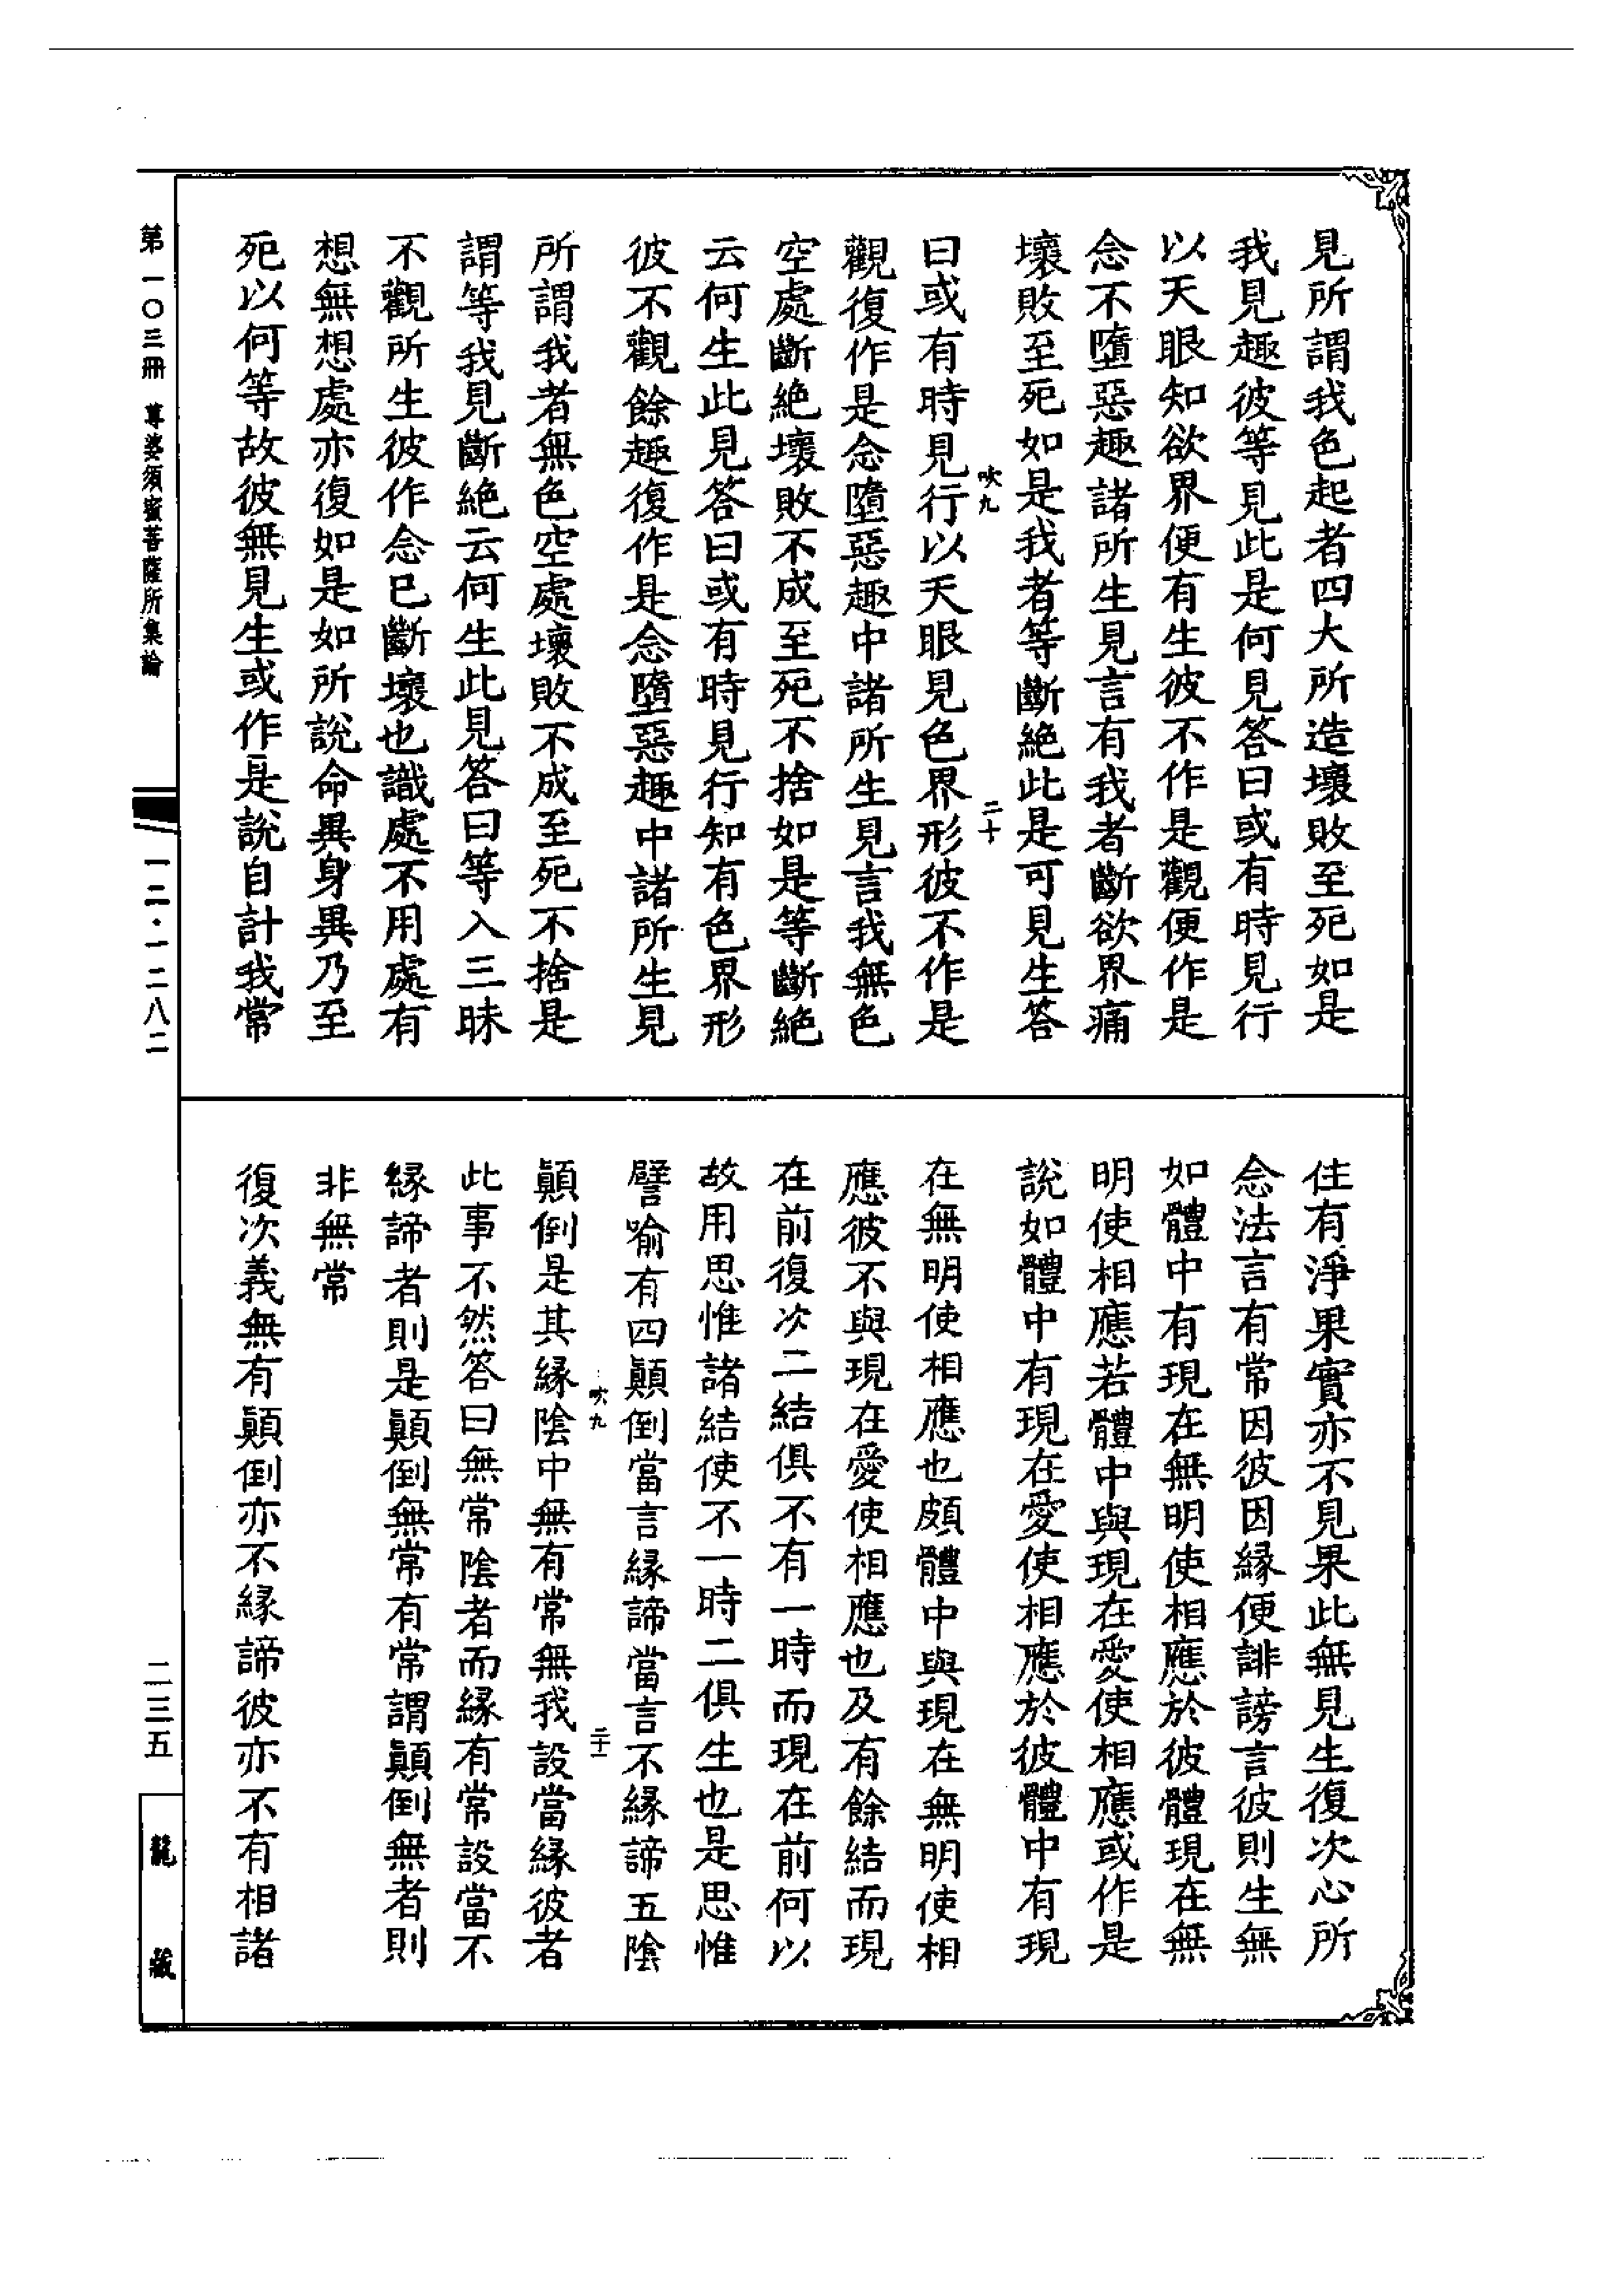 見所謂我色起者四大所造壞敗至死如是
我見趣彼等見此是何見答曰或有時見行
以天眼知欲界便有生彼不作是觀便作是
念不墮惡趣諸所生見言有我者斷欲界痛
壞敗至死如是我者等斷絕此是可見生答
吹九
二十
曰或有時見行以天眼見色界形彼不作是
觀復作是念墮惡趣中諸所生見言我無色
空處斷絕壞敗不成至死不捨如是等斷絕
云何生此見答曰或有時見行知有色界形
彼不觀餘趣復作是念墮惡趣中諸所生見
所謂我者無色空處壞敗不成至死不捨是
謂等我見斷絕云何生此見答曰等入三昧
不觀所生彼作念已斷壞也識處不用處有
想無想處亦復如是如所說命異身異乃至
死以何等故彼無見生或作是說自計我常
住有淨果實亦不見果此無見生復次心所
念法言有常因彼因緣便誹謗言彼則生無
如體中有現在無明使相應於彼體現在無
明使相應若體中與現在愛使相應或作是
說如體中有現在愛使相應於彼體中有現
在無明使相應也頗體中與現在無明使相
應彼不與現在愛使相應也及有餘結而現
在前復次二結俱不有一時而現在前何以
故用思惟諸結使不一時二俱生也是思惟
譬喻有四顛倒當言緣諦當言不緣諦五陰
吹九
二十一
顛倒是其緣陰中無有常無我設當緣彼者
此事不然答曰無常陰者而緣有常設當不
緣諦者則是顛倒無常有常謂顛倒無者則
非無常
復次義無有顛倒亦不緣諦彼亦不有相諸
第一〇三冊 尊婆須蜜菩薩所集論
一二·一二八二
二三五
龍藏